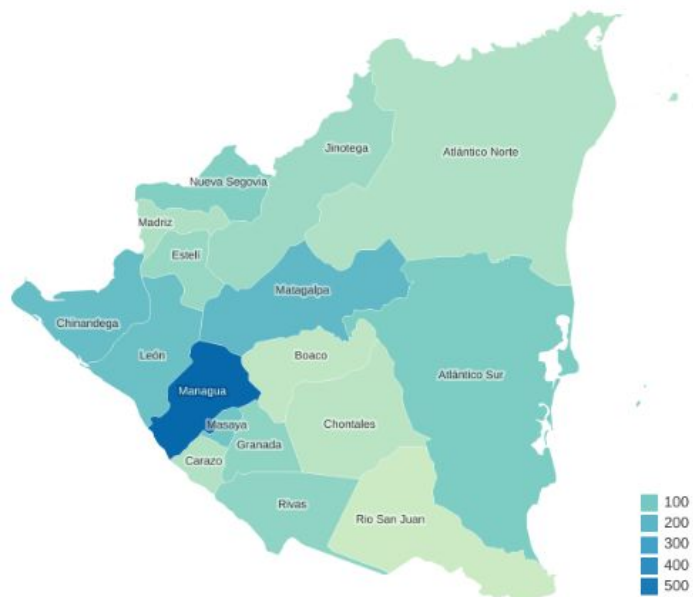 Jinotega
Atlántico Norte
Nueva Segovia
Madriz
Estelí
Matagalpa
Chinandega
León
Boaco
Atlántico Sur
Managua
Masaya
Chontales
Granada
Carazo
Rivas
Rio San Juan
100
200
300
400
500